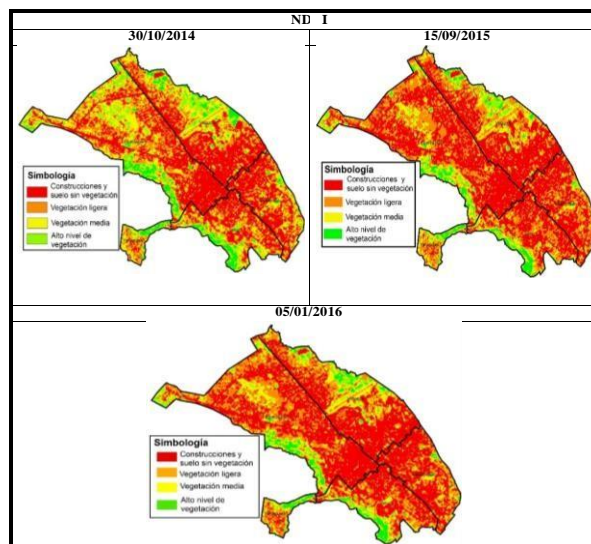 ND I
30/10/2014
15/09/2015
Simbología
Construcciones y
suelo sin vegetación
Vegetación ligera
Vegetación media
Alto nivel de
vegetación
Simbología
Construcciones y
suelo sin vegetación
Vegetación ligera
Vegetación media
Alto nivel de
vegetación
05/01/2016
Simbología
Construcciones y
suelo sin vegetación
Vegetación ligera
Vegetación media
Alto nivel de
vegetación